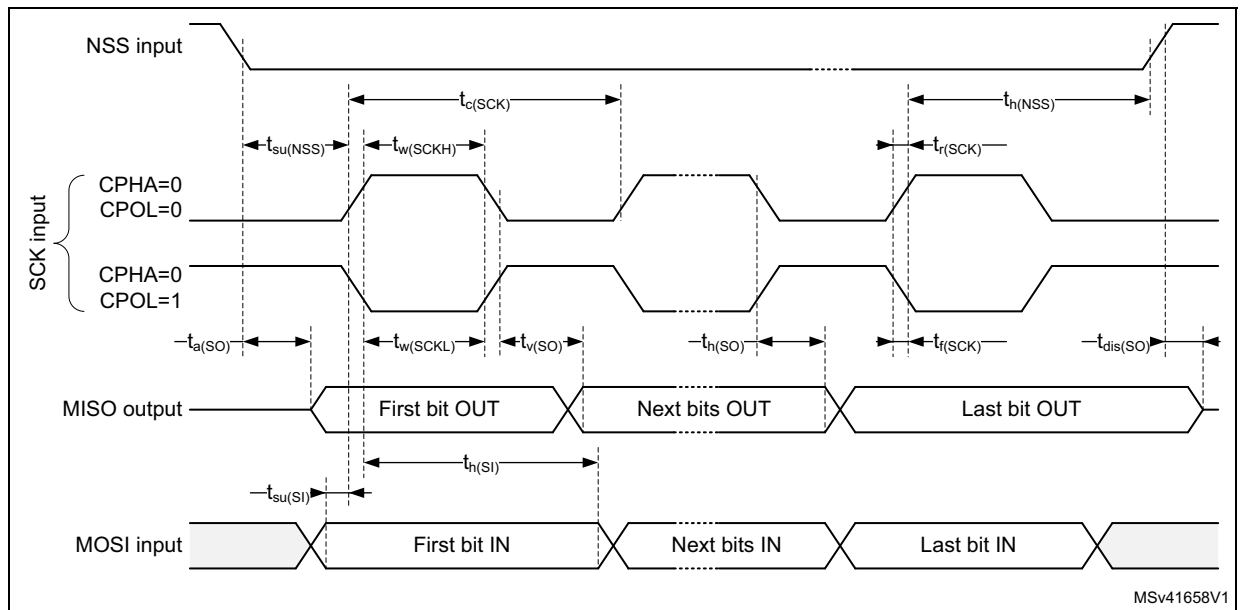 NSS input
tc(SCK)
th(NSS)
tsu(NSS)
tw(SCKH)
tr(SCK)
SCK input
CPHA=0
CPOL=0
CPHA=0
CPOL=1
ta(SO)
tw(SCKL)
tv(SO)
th(SO)
tf(SCK)
tdis(SO)
MISO output
First bit OUT
Next bits OUT
Last bit OUT
th(SI)
tsu(SI)
MOSI input
First bit IN
Next bits IN
Last bit IN
MSv41658V1